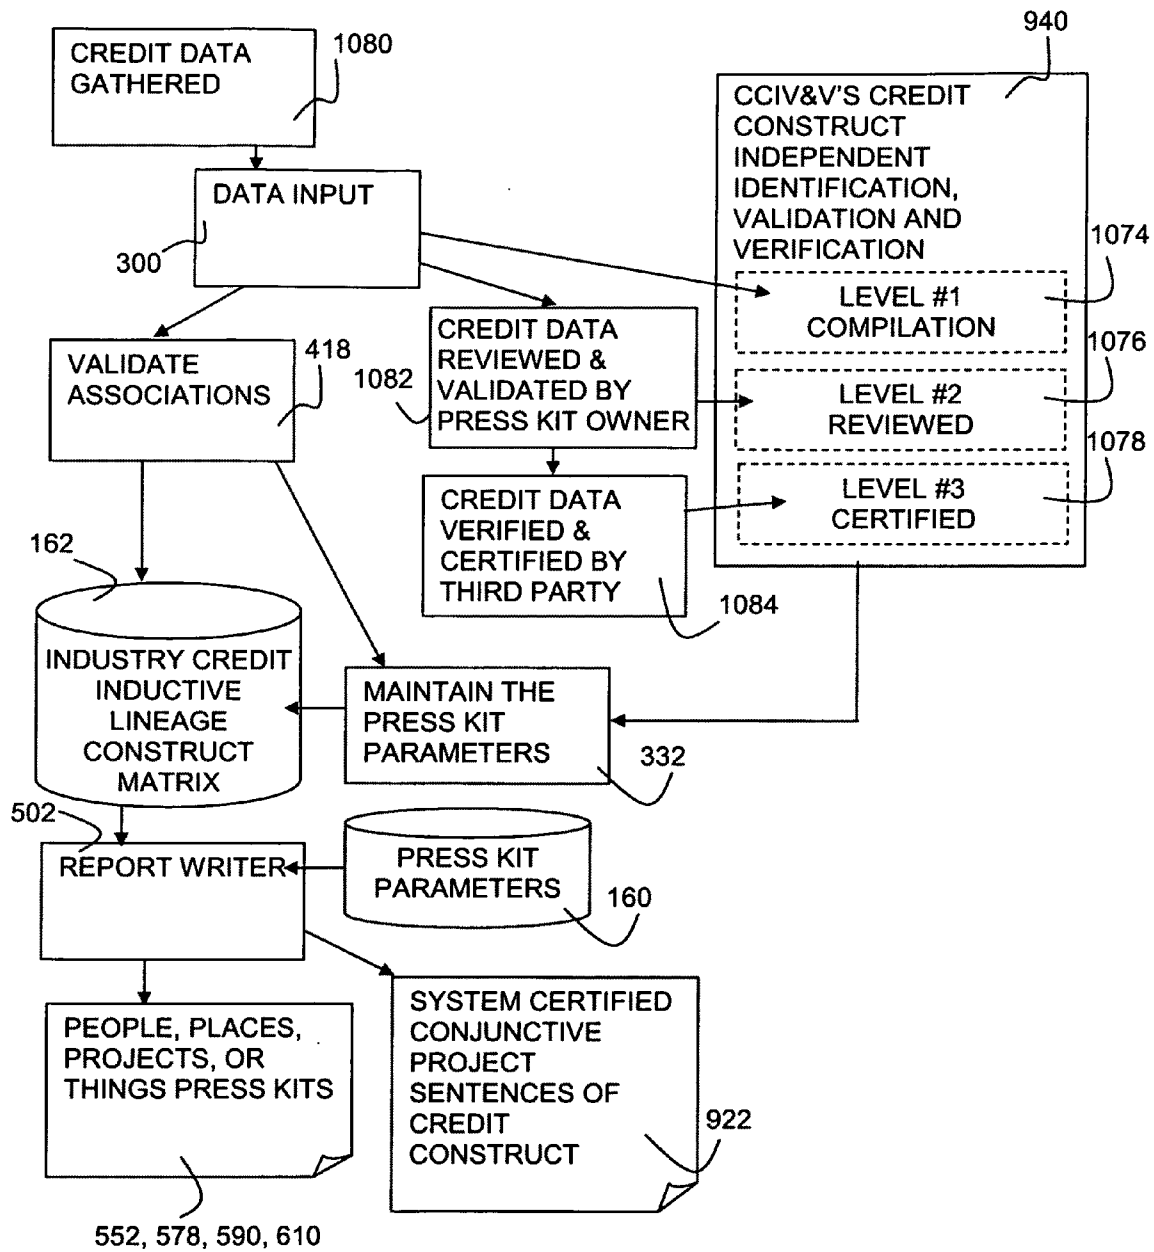 CREDIT DATA
GATHERED
1080
940
CCIV&V'S CREDIT
CONSTRUCT
INDEPENDENT
IDENTIFICATION,
VALIDATION AND
VERIFICATION
DATA INPUT
300
1074
LEVEL #1
COMPILATION
1076
LEVEL #2
REVIEWED
1078
LEVEL #3
CERTIFIED
VALIDATE
ASSOCIATIONS
418
1082
CREDIT DATA
REVIEWED &
VALIDATED BY
PRESS KIT OWNER
CREDIT DATA
VERIFIED &
CERTIFIED BY
THIRD PARTY
1084
162
INDUSTRY CREDIT
INDUCTIVE
LINEAGE
CONSTRUCT
MATRIX
MAINTAIN THE
PRESS KIT
PARAMETERS
332
502
REPORT WRITER
PRESS KIT
PARAMETERS
160
PEOPLE, PLACES,
PROJECTS, OR
THINGS PRESS KITS
552, 578, 590, 610
SYSTEM CERTIFIED
CONJUNCTIVE
PROJECT
SENTENCES OF
CREDIT
CONSTRUCT
922